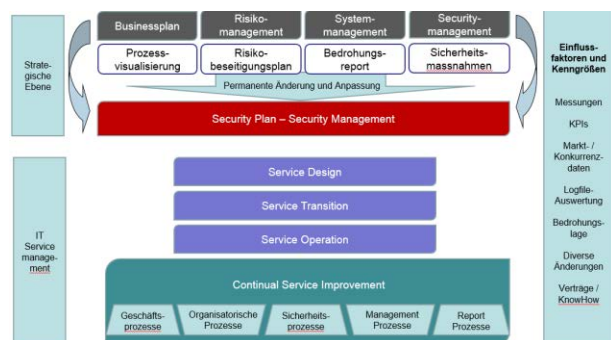 Businessplan
Risiko-
management
System-
management
Security-
management
Strate-
gische
Ebene
Prozess-
visualisierung
Risiko-
beseitigungsplan
Bedrohungs-
report
Sicherheits-
massnahmen
Permanente Änderung und Anpassung
Security Plan – Security Management
IT
Service
manage-
ment
Service Design
Service Transition
Service Operation
Continual Service Improvement
Geschäfts-
prozesse
Organisatorische
Prozesse
Sicherheits-
prozesse
Management
Prozesse
Report
Prozesse
Einfluss-
faktoren und
Kenngrößen
Messungen
KPIs
Markt- /
Konkurrenz-
daten
Logfile-
Auswertung
Bedrohungs-
lage
Diverse
Änderungen
Verträge /
KnowHow